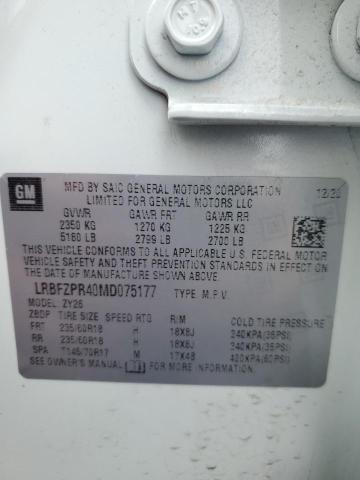 GM
MFD BY SAIC GENERAL MOTORS CORPORATION 12/20
LIMITED FOR GENERAL MOTORS LLC
GVWR GAWR FRT GAWR RR
2350 KG 1270 KG 1225 KG
5180 LB 2799 LB 2700 LB
THIS VEHICLE CONFORMS TO ALL APPLICABLE U.S. FEDERAL MOTOR
VEHICLE SAFETY AND THEFT PREVENTION STANDARDS IN
EFFECT ON THE DATE OF MANUFACTURE SHOWN ABOVE.
LRBFZPR40MD075177 TYPE: M.P.V.
MODEL: ZY26
ZBDP TIRE SIZE SPEED RTG R/M COLD TIRE PRESSURE
FRT 235/60R18 H 18X8J 240KPA(35PSI)
RR 235/60R18 H 18X8J 240KPA(35PSI)
SPA T145/70R17 M 17X4B 420KPA(60PSI)
SEE OWNER'S MANUAL FOR ADDITIONAL INFORMATION